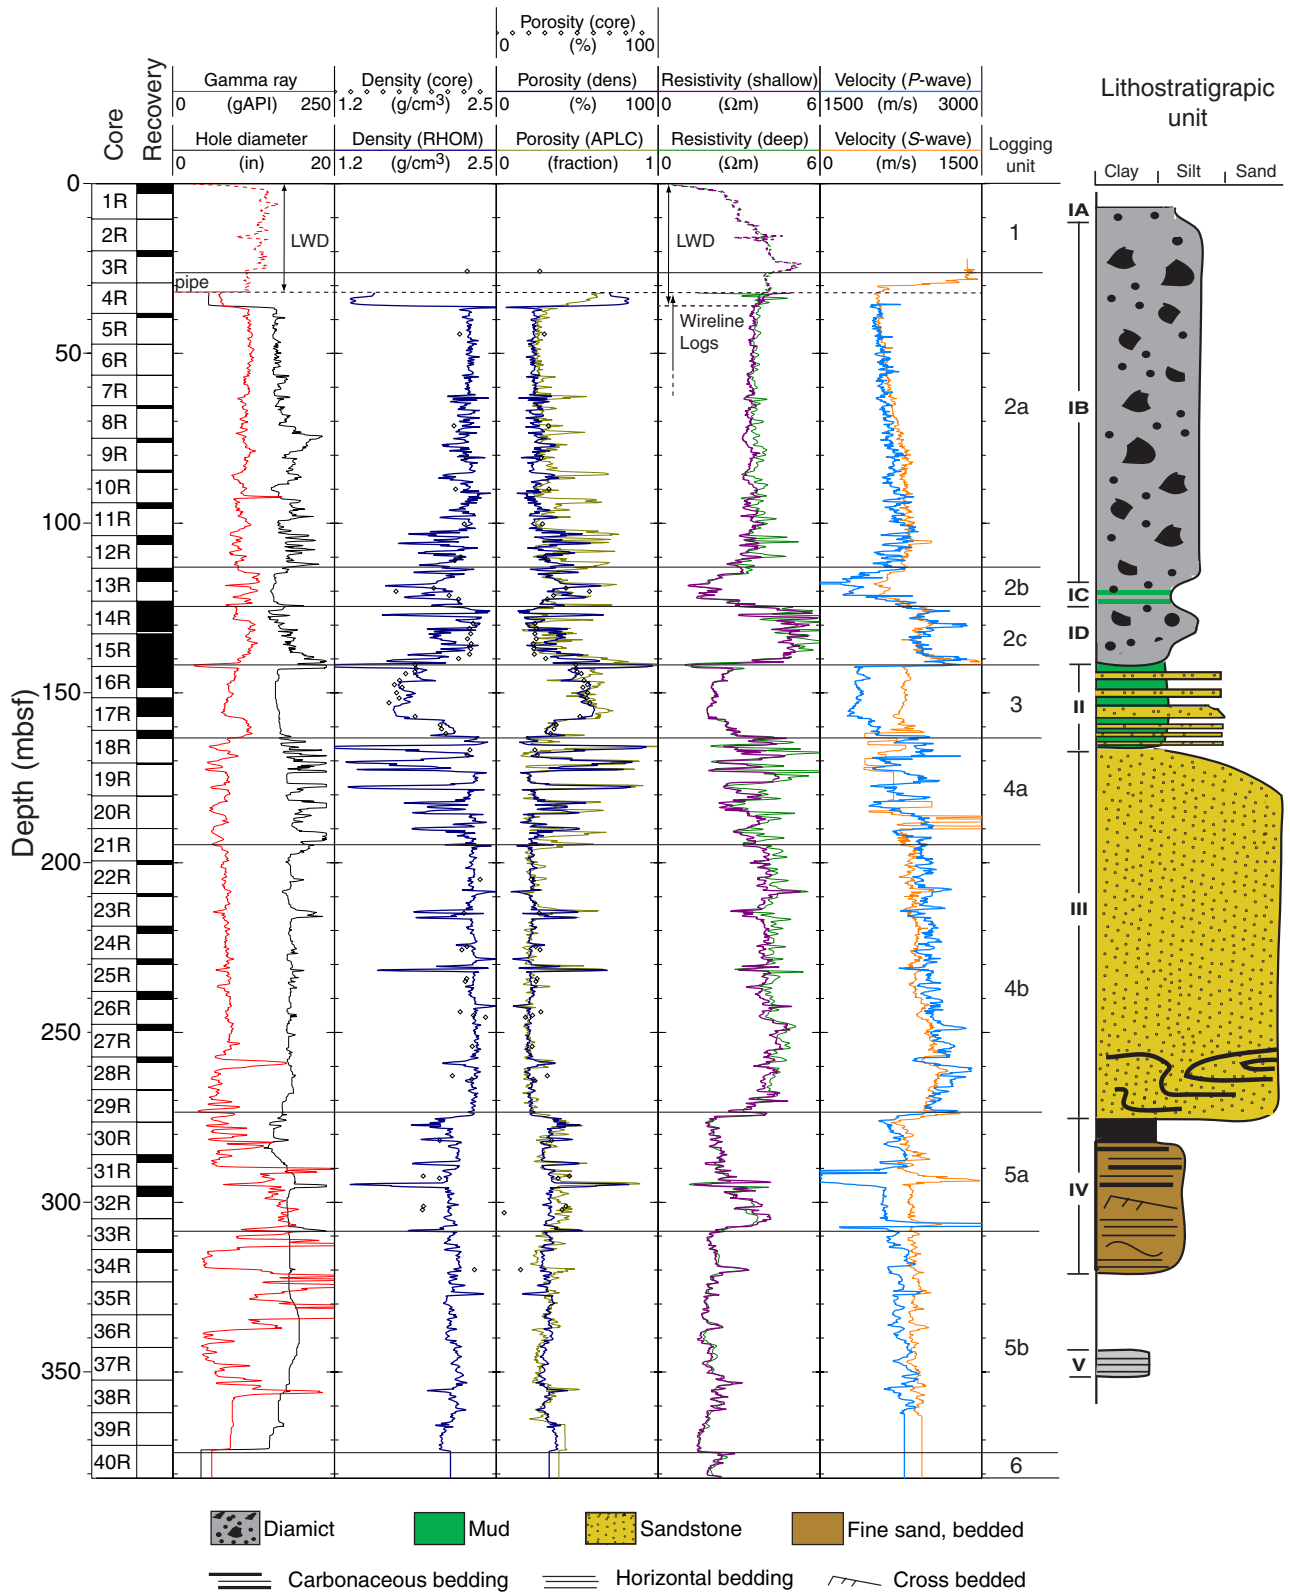 Porosity (core)
0 (%) 100
Gamma ray
0 (gAPI) 250
Density (core)
1.2 (g/cm3) 2.5
Porosity (dens)
0 (%) 100
Resistivity (shallow)
0 (Ωm) 6
Velocity (P-wave)
1500 (m/s) 3000
Hole diameter
0 (in) 20
Density (RHOM)
1.2 (g/cm3) 2.5
Porosity (APLC)
0 (fraction) 1
Resistivity (deep)
0 (Ωm) 6
Velocity (S-wave)
0 (m/s) 1500
Core
Recovery
Logging
unit
Lithostratigrapic
unit
Clay Silt Sand
Depth (mbsf)
0
50
100
150
200
250
300
350
1R
2R
3R
4R
5R
6R
7R
8R
9R
10R
11R
12R
13R
14R
15R
16R
17R
18R
19R
20R
21R
22R
23R
24R
25R
26R
27R
28R
29R
30R
31R
32R
33R
34R
35R
36R
37R
38R
39R
40R
LWD
pipe
LWD
Wireline
Logs
1
2a
2b
2c
3
4a
4b
5a
5b
6
IA
IB
IC
ID
II
III
IV
V
Diamict
Mud
Sandstone
Fine sand, bedded
Carbonaceous bedding
Horizontal bedding
Cross bedded